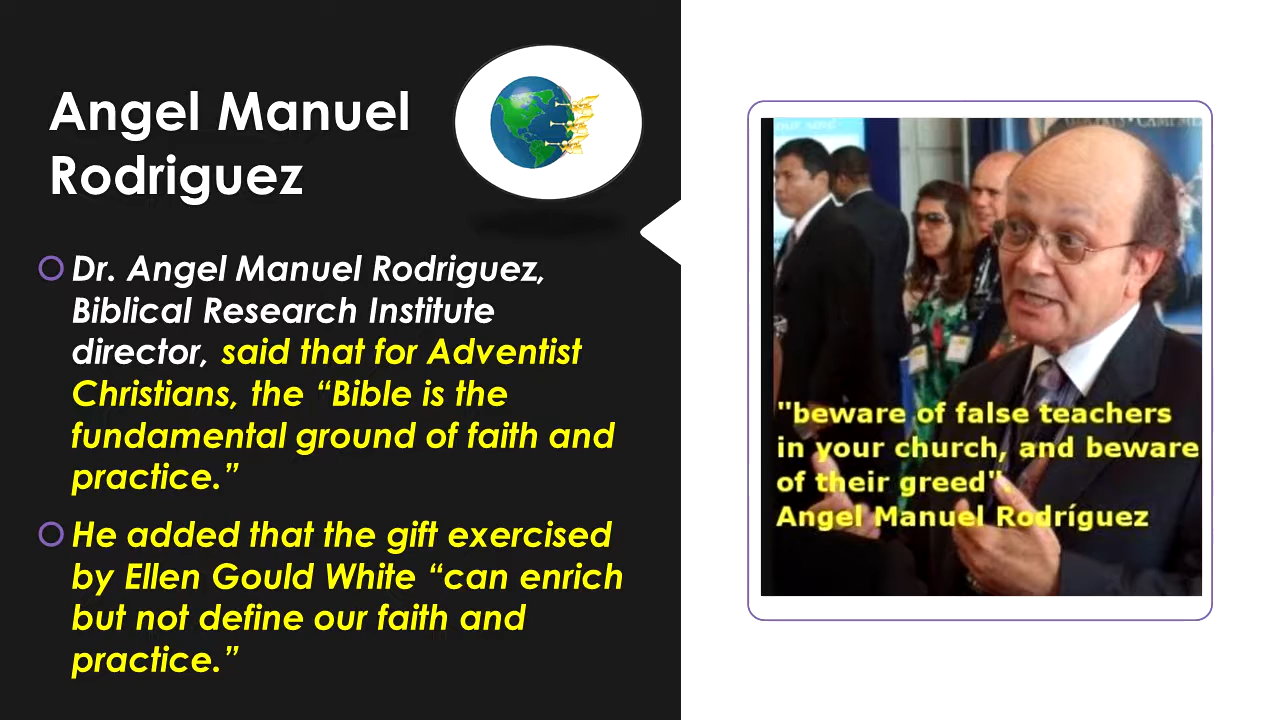 Angel Manuel
Rodriguez
Dr. Angel Manuel Rodriguez,
Biblical Research Institute
director, said that for Adventist
Christians, the “Bible is the
fundamental ground of faith and
practice.”
He added that the gift exercised
by Ellen Gould White “can enrich
but not define our faith and
practice.”
"beware of false teachers
in your church, and beware
of their greed".
Angel Manuel Rodríguez